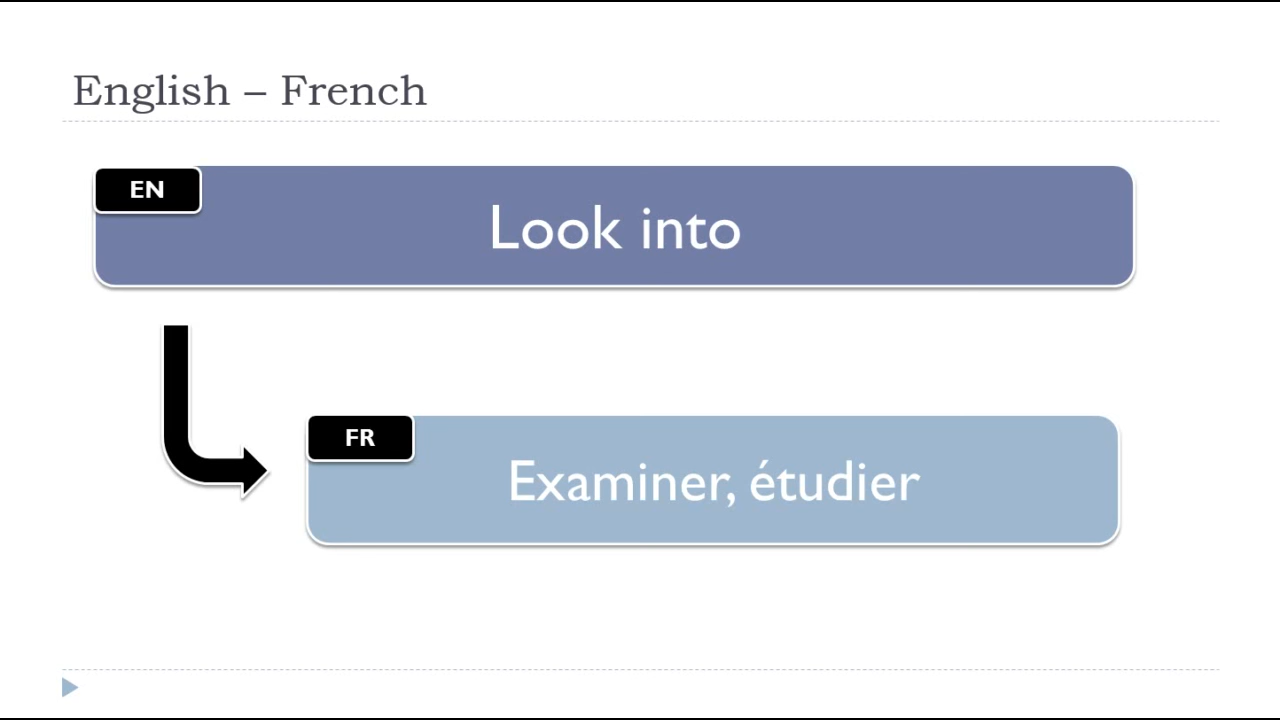 English – French
EN
Look into
FR
Examiner, étudier